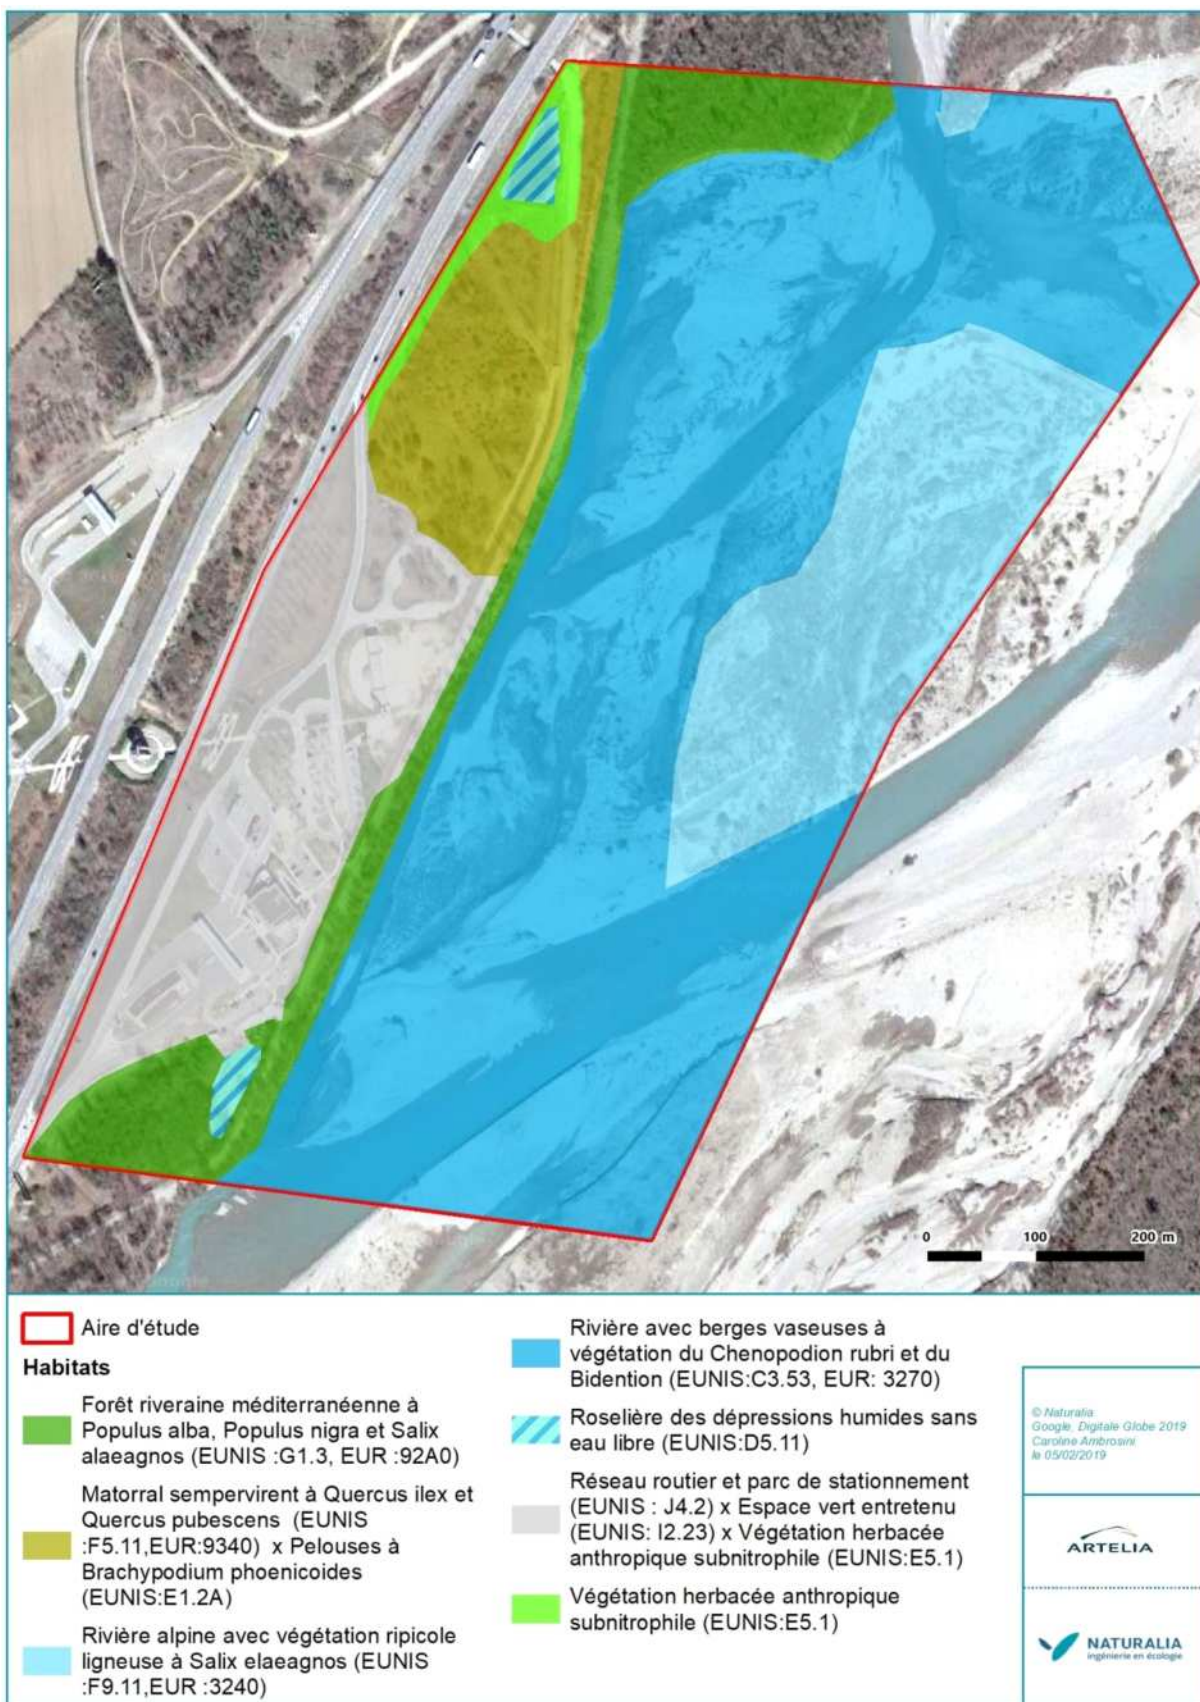 0 100 200 m
Aire d'étude
Habitats
Forêt riveraine méditerranéenne à
Populus alba, Populus nigra et Salix
alaeagnos (EUNIS :G1.3, EUR :92A0)
Matorral sempervirent à Quercus ilex et
Quercus pubescens (EUNIS
:F5.11,EUR:9340) x Pelouses à
Brachypodium phoenicoides
(EUNIS:E1.2A)
Rivière alpine avec végétation ripicole
ligneuse à Salix elaeagnos (EUNIS
:F9.11,EUR :3240)
Rivière avec berges vaseuses à
végétation du Chenopodion rubri et du
Bidention (EUNIS:C3.53, EUR: 3270)
Roselière des dépressions humides sans
eau libre (EUNIS:D5.11)
Réseau routier et parc de stationnement
(EUNIS : J4.2) x Espace vert entretenu
(EUNIS: I2.23) x Végétation herbacée
anthropique subnitrophile (EUNIS:E5.1)
Végétation herbacée anthropique
subnitrophile (EUNIS:E5.1)
© Naturalia
Google, Digitale Globe 2019
Caroline Ambrosini
le 05/02/2019
ARTELIA
NATURALIA
ingénierie en écologie